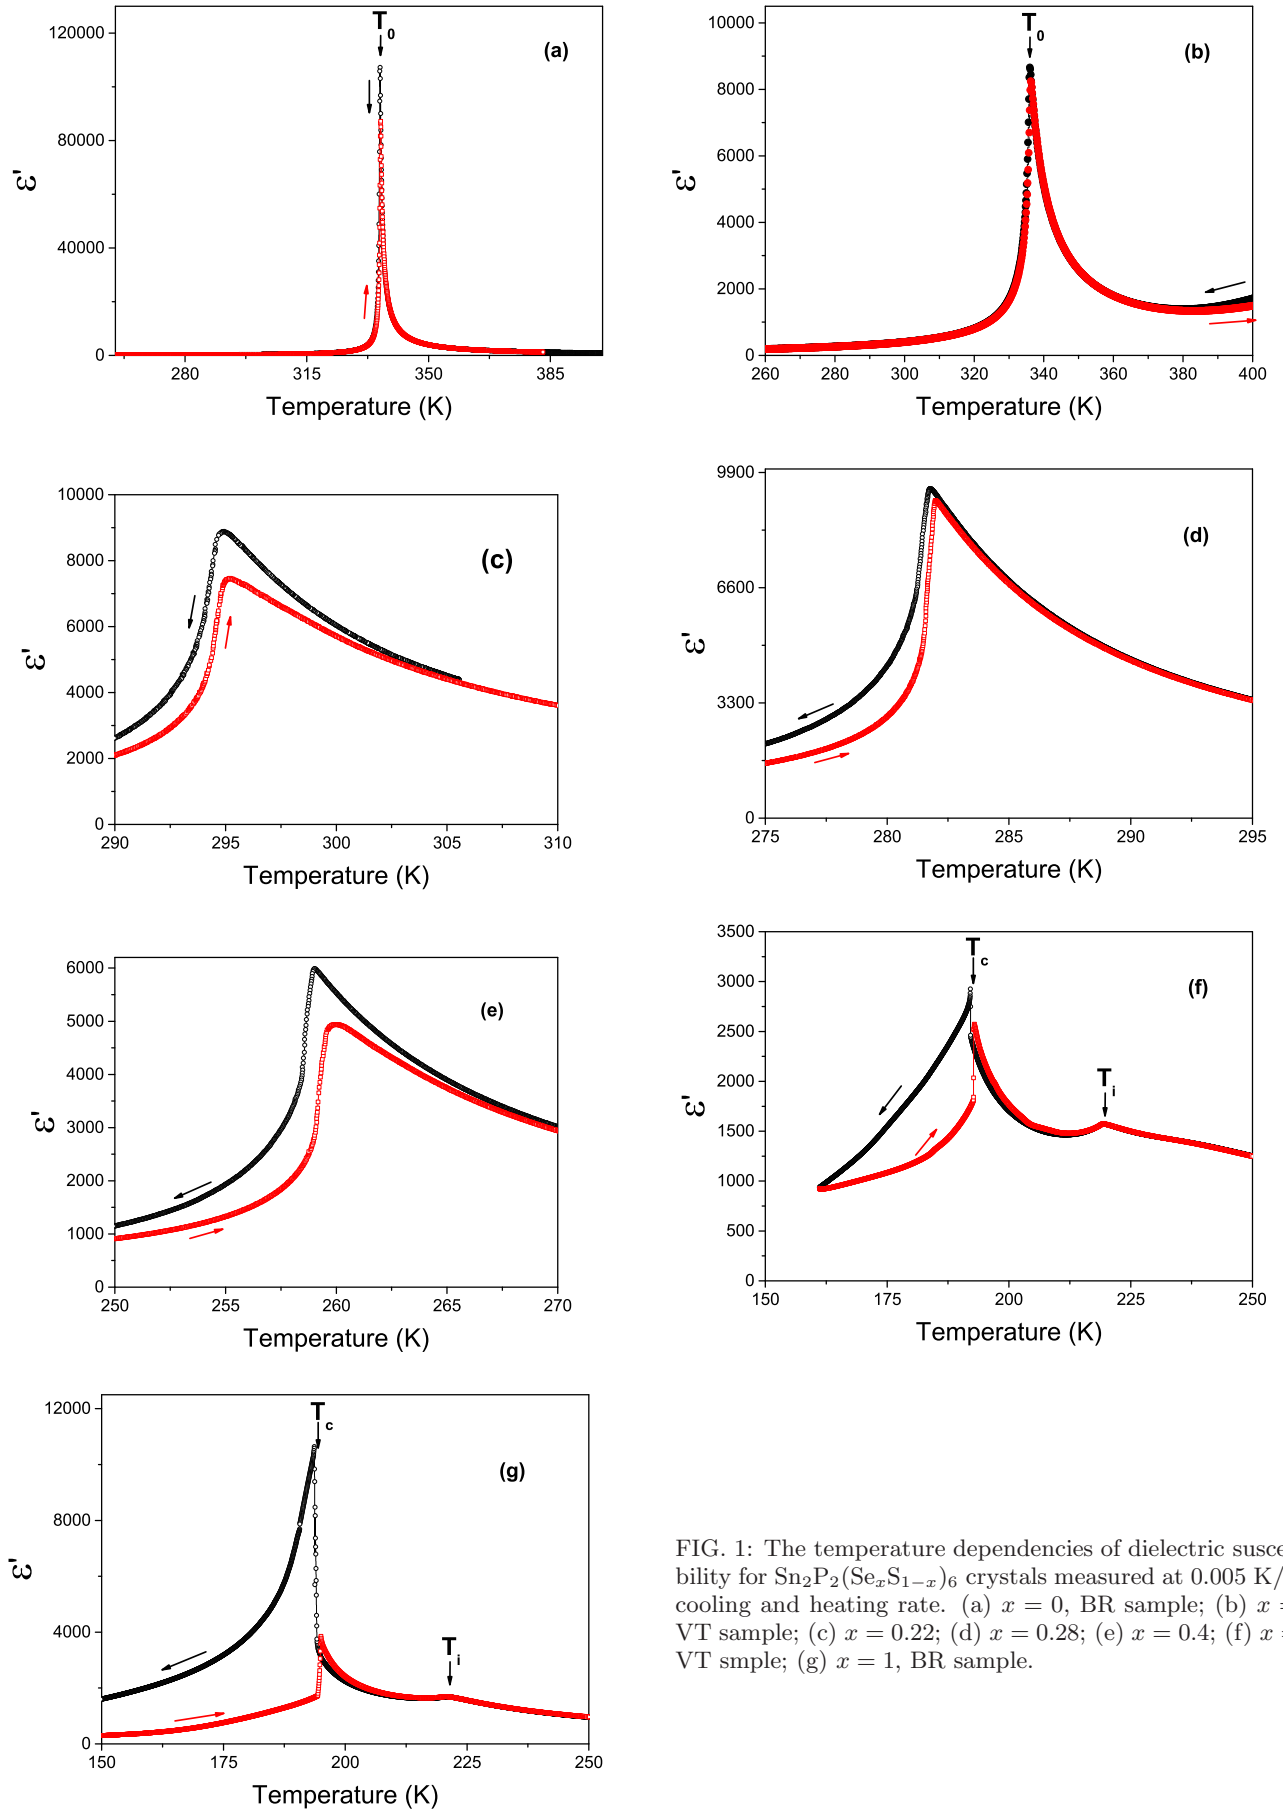 T0
(a)
120000
80000
40000
0
ε'
280
315
350
385
Temperature (K)
T0
(b)
10000
8000
6000
4000
2000
0
ε'
260
280
300
320
340
360
380
400
Temperature (K)
(c)
10000
8000
6000
4000
2000
0
ε'
290
295
300
305
310
Temperature (K)
(d)
9900
6600
3300
0
ε'
275
280
285
290
295
Temperature (K)
(e)
6000
5000
4000
3000
2000
1000
0
ε'
250
255
260
265
270
Temperature (K)
Tc
Ti
(f)
3500
3000
2500
2000
1500
1000
500
0
ε'
150
175
200
225
250
Temperature (K)
Tc
Ti
(g)
12000
8000
4000
0
ε'
150
175
200
225
250
Temperature (K)
FIG. 1: The temperature dependencies of dielectric susce
bility for Sn2P2(SexS1−x)6 crystals measured at 0.005 K/
cooling and heating rate. (a) x = 0, BR sample; (b) x =
VT sample; (c) x = 0.22; (d) x = 0.28; (e) x = 0.4; (f) x =
VT smple; (g) x = 1, BR sample.